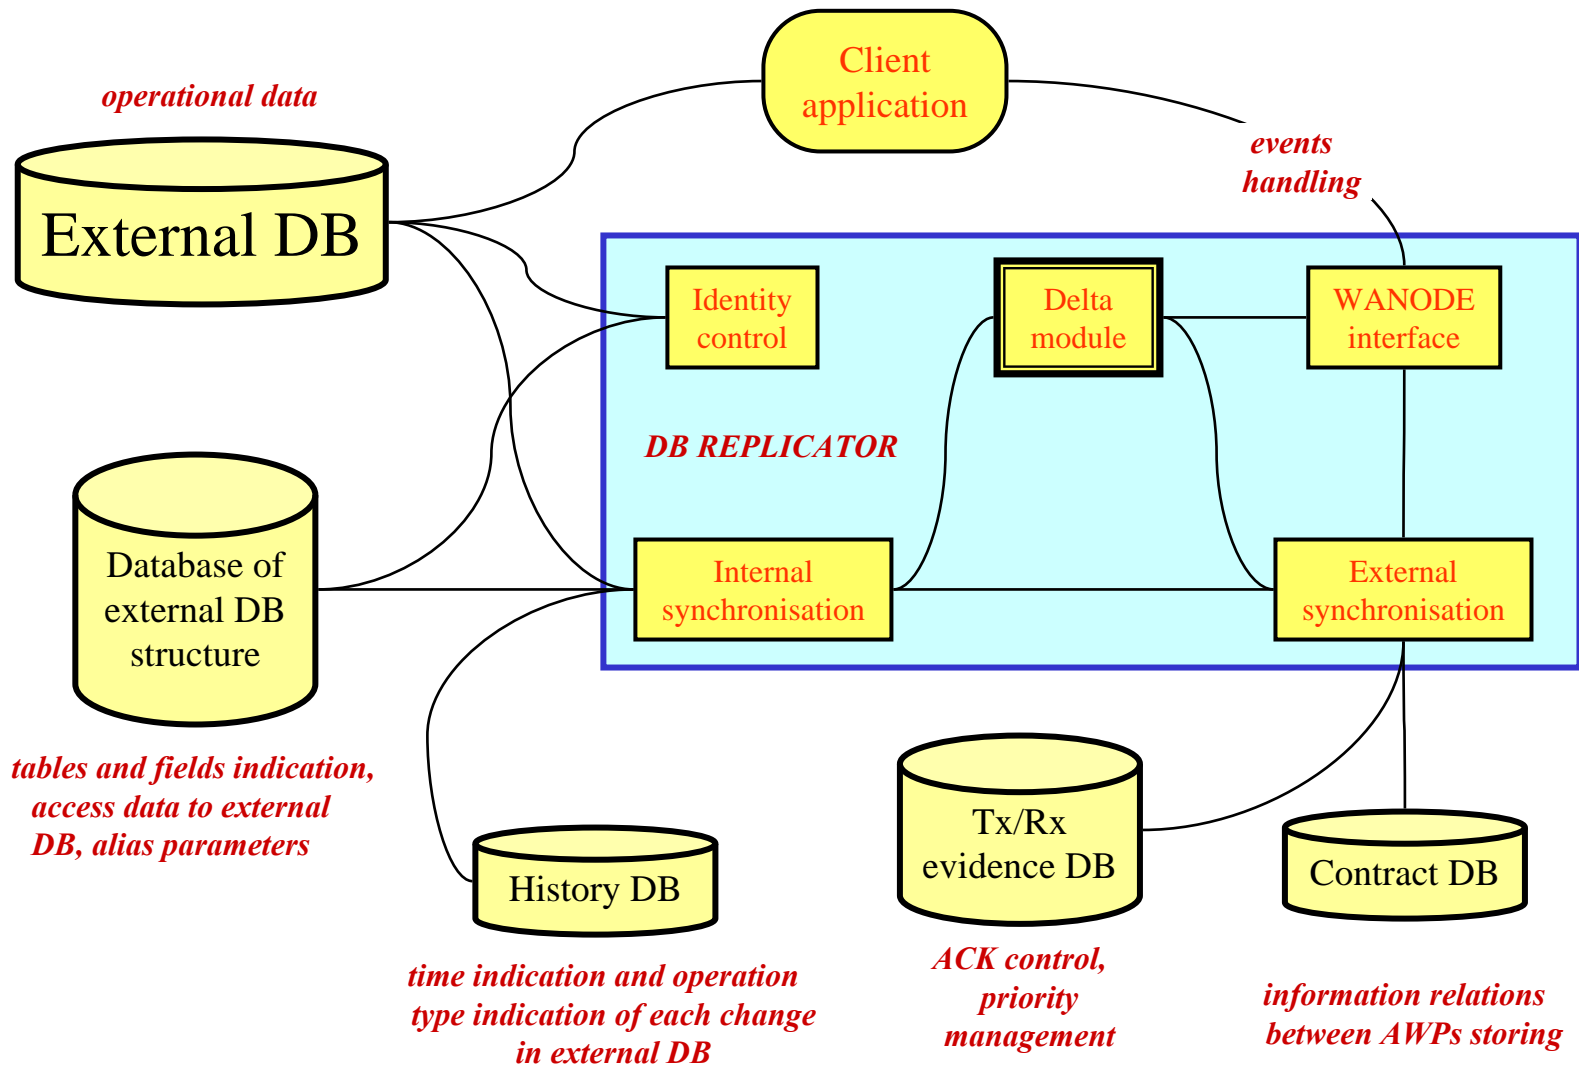 Client
application
operational data
External DB
events
handling
Identity
control
Delta
module
WANODE
interface
DB REPLICATOR
Internal
synchronisation
External
synchronisation
Database of
external DB
structure
tables and fields indication,
access data to external
DB, alias parameters
History DB
time indication and operation
type indication of each change
in external DB
Tx/Rx
evidence DB
ACK control,
priority
management
Contract DB
information relations
between AWPs storing